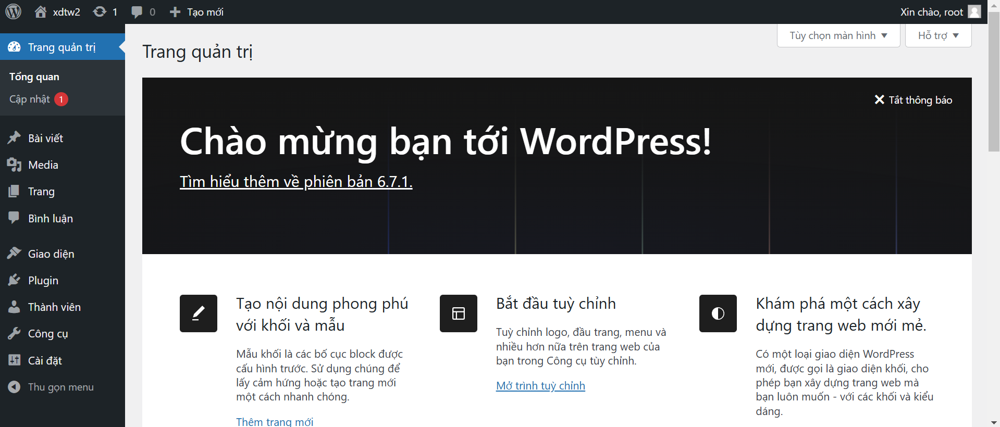 xdtw2
1
0
Tạo mới
Xin chào, root
Trang quản trị
Tổng quan
Cập nhật 1
Bài viết
Media
Trang
Bình luận
Giao diện
Plugin
Thành viên
Công cụ
Cài đặt
Thu gọn menu
Tùy chọn màn hình
Hỗ trợ
Trang quản trị
Tắt thông báo
Chào mừng bạn tới WordPress!
Tìm hiểu thêm về phiên bản 6.7.1.
Tạo nội dung phong phú
với khối và mẫu
Mẫu khối là các bố cục block được
cấu hình trước. Sử dụng chúng để
lấy cảm hứng hoặc tạo trang mới
một cách nhanh chóng.
Thêm trang mới
Bắt đầu tuỳ chỉnh
Tuỳ chỉnh logo, đầu trang, menu và
nhiều hơn nữa trên trang web của
bạn trong Công cụ tùy chỉnh.
Mở trình tuỳ chỉnh
Khám phá một cách xây
dựng trang web mới mẻ.
Có một loại giao diện WordPress
mới, được gọi là giao diện khối, cho
phép bạn xây dựng trang web mà
bạn luôn muốn - với các khối và kiểu
dáng.